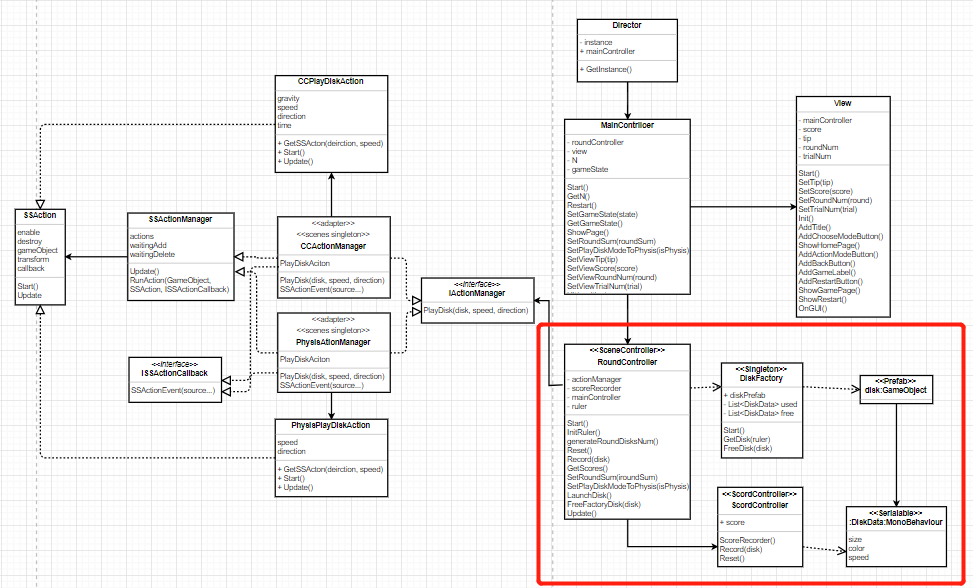 Director
- instance
+ mainController
+ GetInstance()
CCPlayDiskAction
gravity
speed
direction
time
+ GetSSActon(deirction, speed)
+ Start()
+ Update()
View
- mainController
- score
- tip
- roundNum
- trialNum
Start()
SetTip(tip)
SetScore(score)
SetRoundNum(round)
SetTrialNum(trial)
Init()
AddTitle()
AddChooseModeButton()
ShowHomePage()
AddActionModeButton()
AddBackButton()
AddGameLabel()
AddRestartButton()
ShowGamePage()
ShowRestart()
OnGUI()
MainContrlloer
- roundController
- view
- N
- gameState
Start()
GetN()
Restart()
SetGameState(state)
GetGameState()
ShowPage()
SetRoundSum(roundSum)
SetPlayDiskModeToPhysis(isPhysis)
SetViewTip(tip)
SetViewScore(score)
SetViewRoundNum(round)
SetViewTrialNum(trial)
SSAction
enable
destroy
gameObject
transform
callback
Start()
Update
SSActionManager
actions
waitingAdd
waitingDelete
Update()
RunAction(GameObject,
SSAction, ISSActionCallback)
<<adapter>>
<<scenes singleton>>
CCActionManager
PlayDiskAciton
PlayDisk(disk, speed, direction)
SSActionEvent(source...)
<<interface>>
IActionManager
PlayDisk(disk, speed, direction)
<<adapter>>
<<scenes singleton>>
PhysisAtionManager
PlayDiskAciton
PlayDisk(disk, speed, direction)
SSActionEvent(source...)
<<interface>>
ISSActionCallback
SSActionEvent(source...)
PhysisPlayDiskAction
speed
direction
+ GetSSActon(deirction, speed)
+ Start()
+ Update()
<<SceneController>>
RoundController
- actionManager
- scoreRecorder
- mainController
- ruler
Start()
InitRuler()
generateRoundDisksNum()
Reset()
Record(disk)
GetScores()
SetRoundSum(iroundSum)
SetPlayDiskModeToPhysis(isPhysis)
LaunchDisk()
FreeFactoryDisk(disk)
Update()
<<Singleton>>
DiskFactory
+ diskPrefab
- List<DiskData> used
- List<DiskData> free
Start()
GetDisk(ruler)
FreeDisk(disk)
<<Prefab>>
disk:GameObject
<<ScordController>>
ScordController
+ score
ScoreRecorder()
Record(disk)
Reset()
<<Serialable>>
:DiskData:MonoBehaviour
size
color
speed